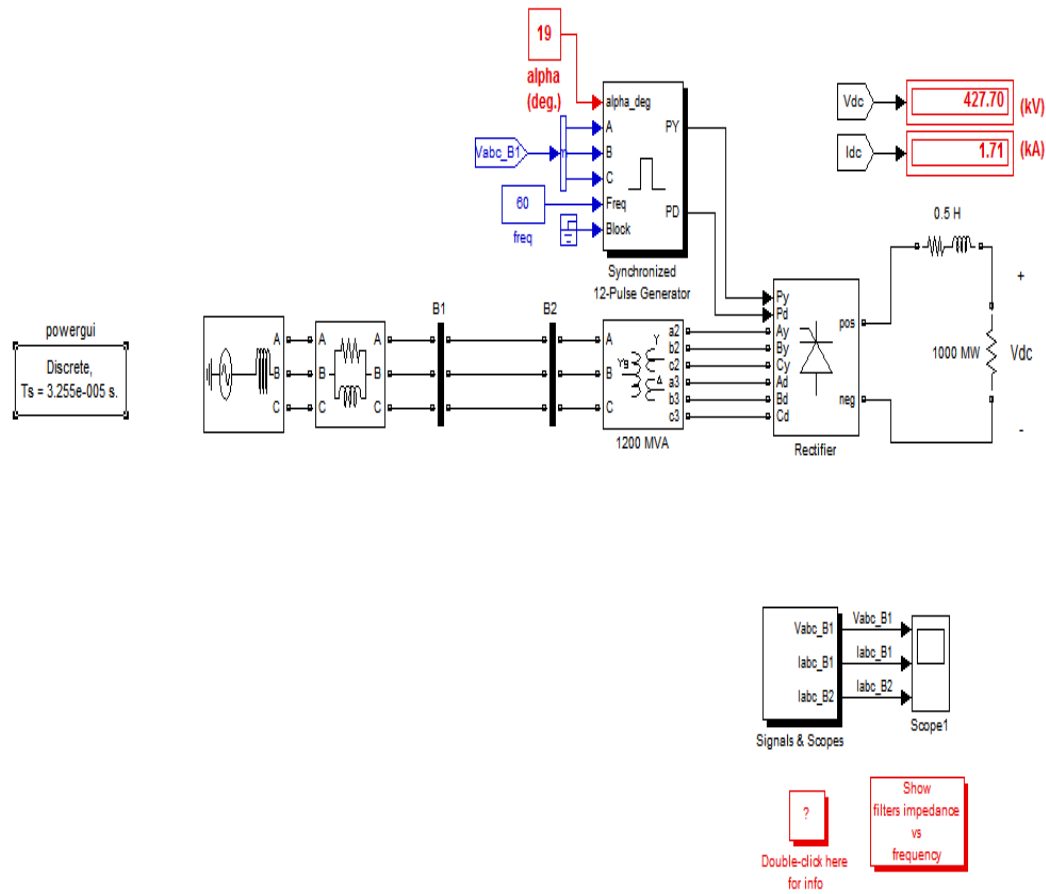 19
alpha
(deg.)
alpha_deg
A
B
C
Freq
Block
PY
PD
Vabc_B1
60
freq
Synchronized
12-Pulse Generator
Vdc
427.70
(kV)
Idc
1.71
(kA)
0.5 H
+
1000 MW
Vdc
-
powergui
Discrete,
Ts = 3.255e-005 s.
A
B
C
A
B
C
A
B
C
B1
B2
A
B
C
Yg
Y
Δ
a2
b2
c2
a3
b3
c3
1200 MVA
Py
Pd
Ay
By
Cy
Ad
Bd
Cd
pos
neg
Rectifier
Vabc_B1
Iabc_B1
Iabc_B2
Vabc_B1
Iabc_B1
Iabc_B2
Signals & Scopes
Scope1
?
Double-click here
for info
Show
filters impedance
vs
frequency